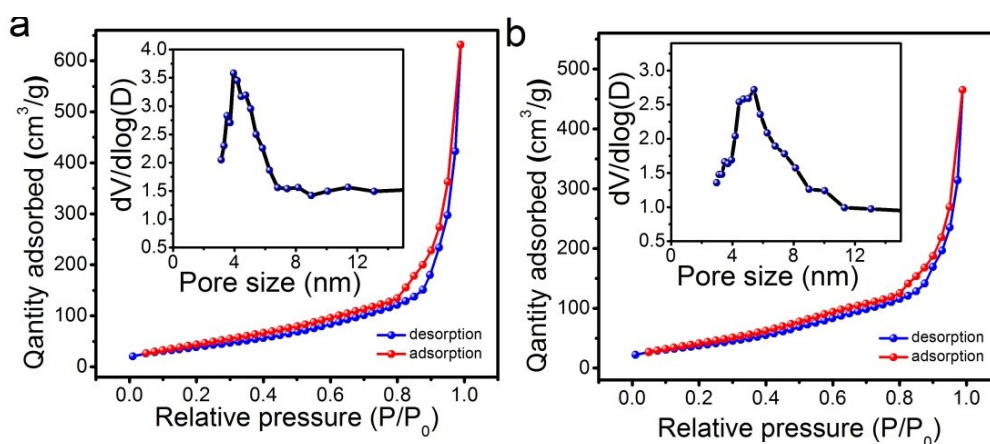 a
Qantity adsorbed (cm³/g)
600
500
400
300
200
100
0
0.0 0.2 0.4 0.6 0.8 1.0
Relative pressure (P/P₀)
dV/dlog(D)
4.0
3.5
3.0
2.5
2.0
1.5
1.0
0.5
0 4 8 12
Pore size (nm)
desorption
adsorption
b
Qantity adsorbed (cm³/g)
500
400
300
200
100
0
0.0 0.2 0.4 0.6 0.8 1.0
Relative pressure (P/P₀)
dV/dlog(D)
3.0
2.5
2.0
1.5
1.0
0.5
0 4 8 12
Pore size (nm)
desorption
adsorption